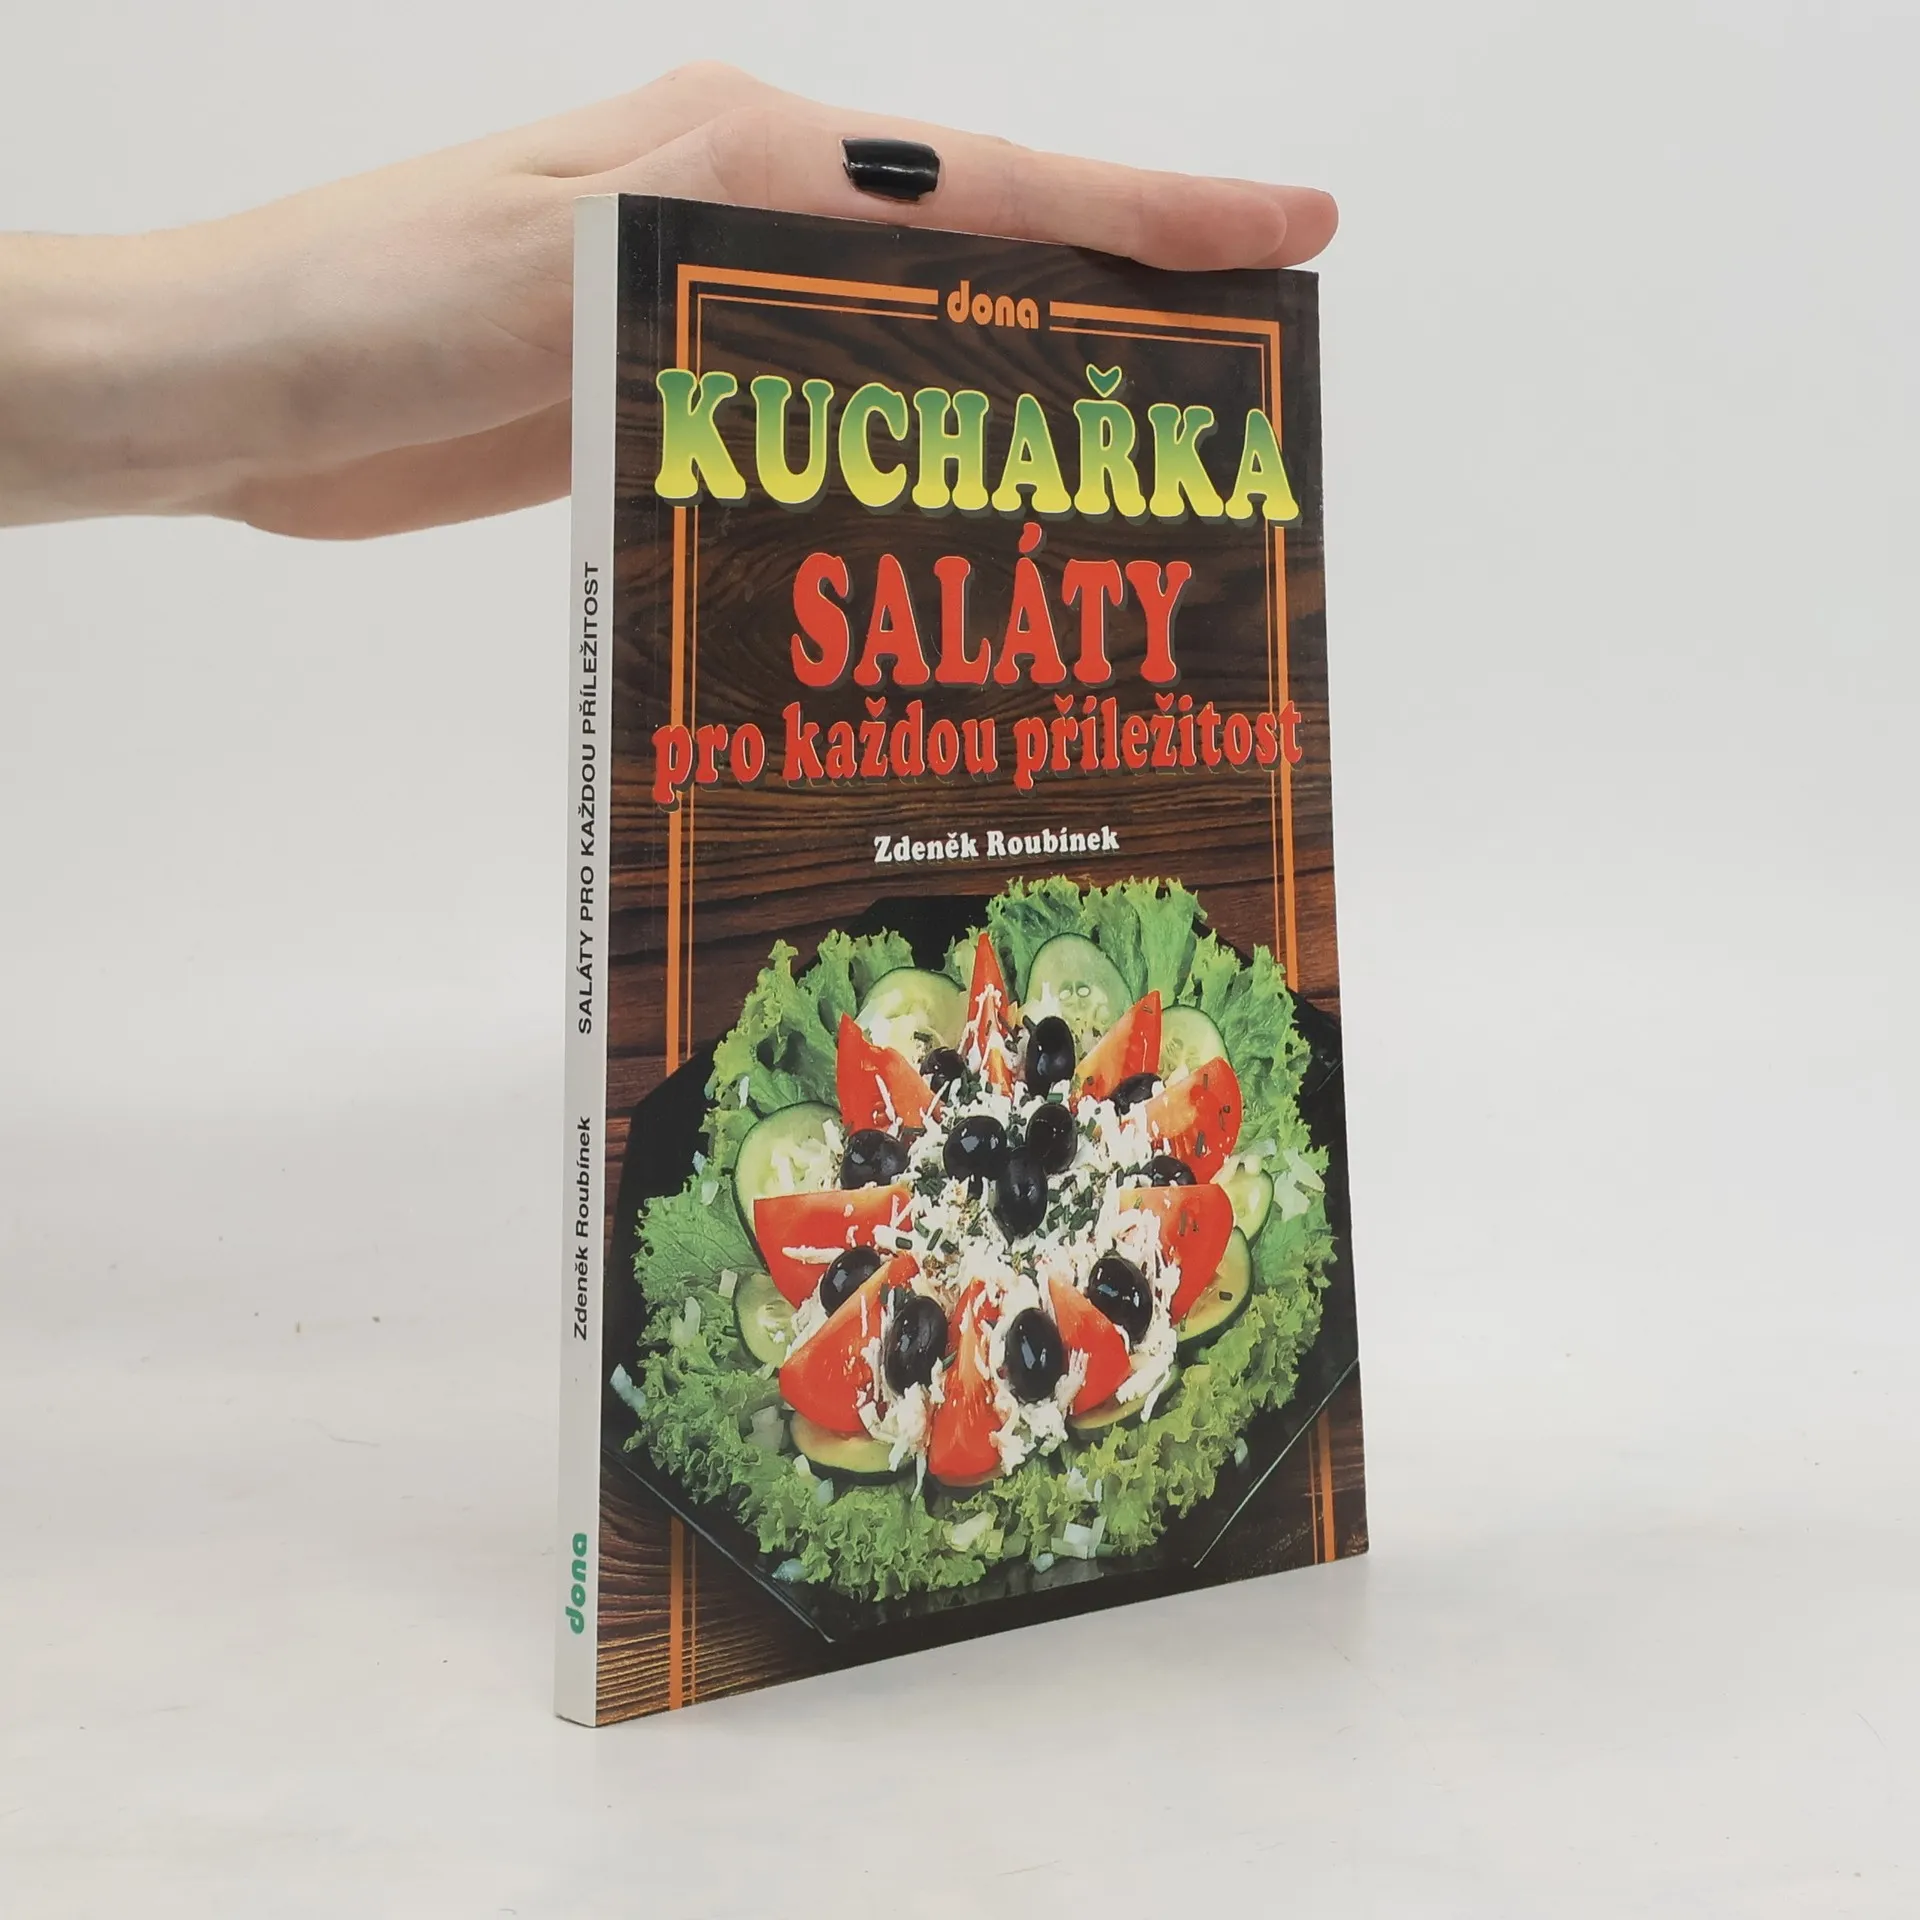 dona
KUCHAŘKA
SALÁTY
pro každou příležitost
Zdeněk Roubínek
Zdeněk Roubínek SALÁTY PRO KAŽDOU PŘÍLEŽITOST
dona